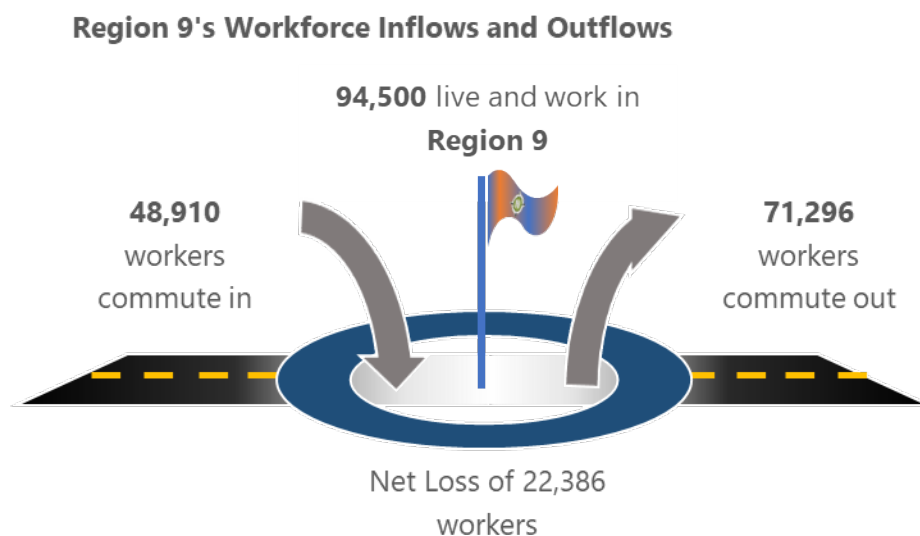 Region 9's Workforce Inflows and Outflows
94,500 live and work in
Region 9
48,910
workers
commute in
71,296
workers
commute out
Net Loss of 22,386
workers